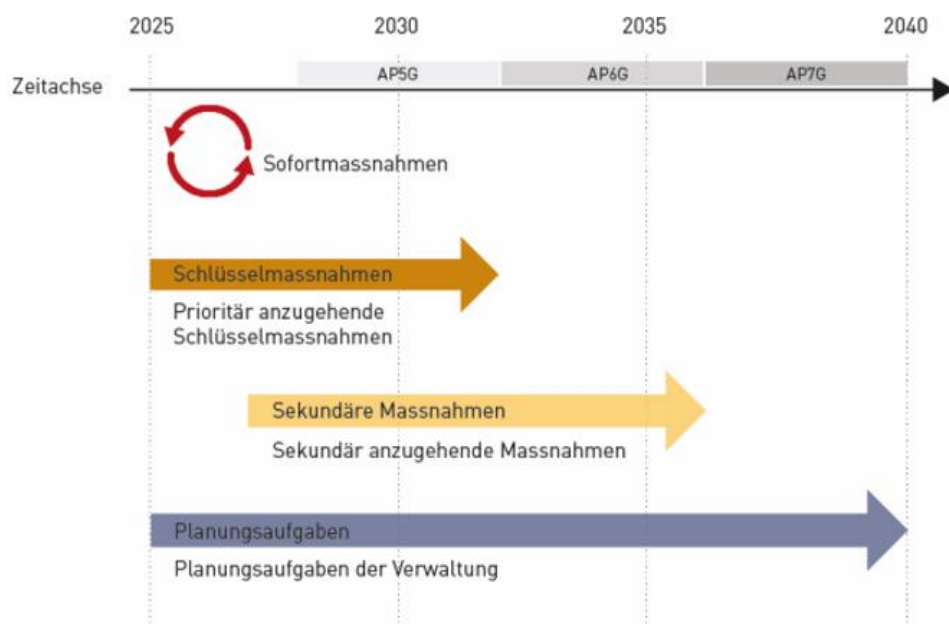 2025 2030 2035 2040
AP5G AP6G AP7G
Zeitachse
Sofortmassnahmen
Schlüsselmassnahmen
Prioritär anzugehende
Schlüsselmassnahmen
Sekundäre Massnahmen
Sekundär anzugehende Massnahmen
Planungsaufgaben
Planungsaufgaben der Verwaltung